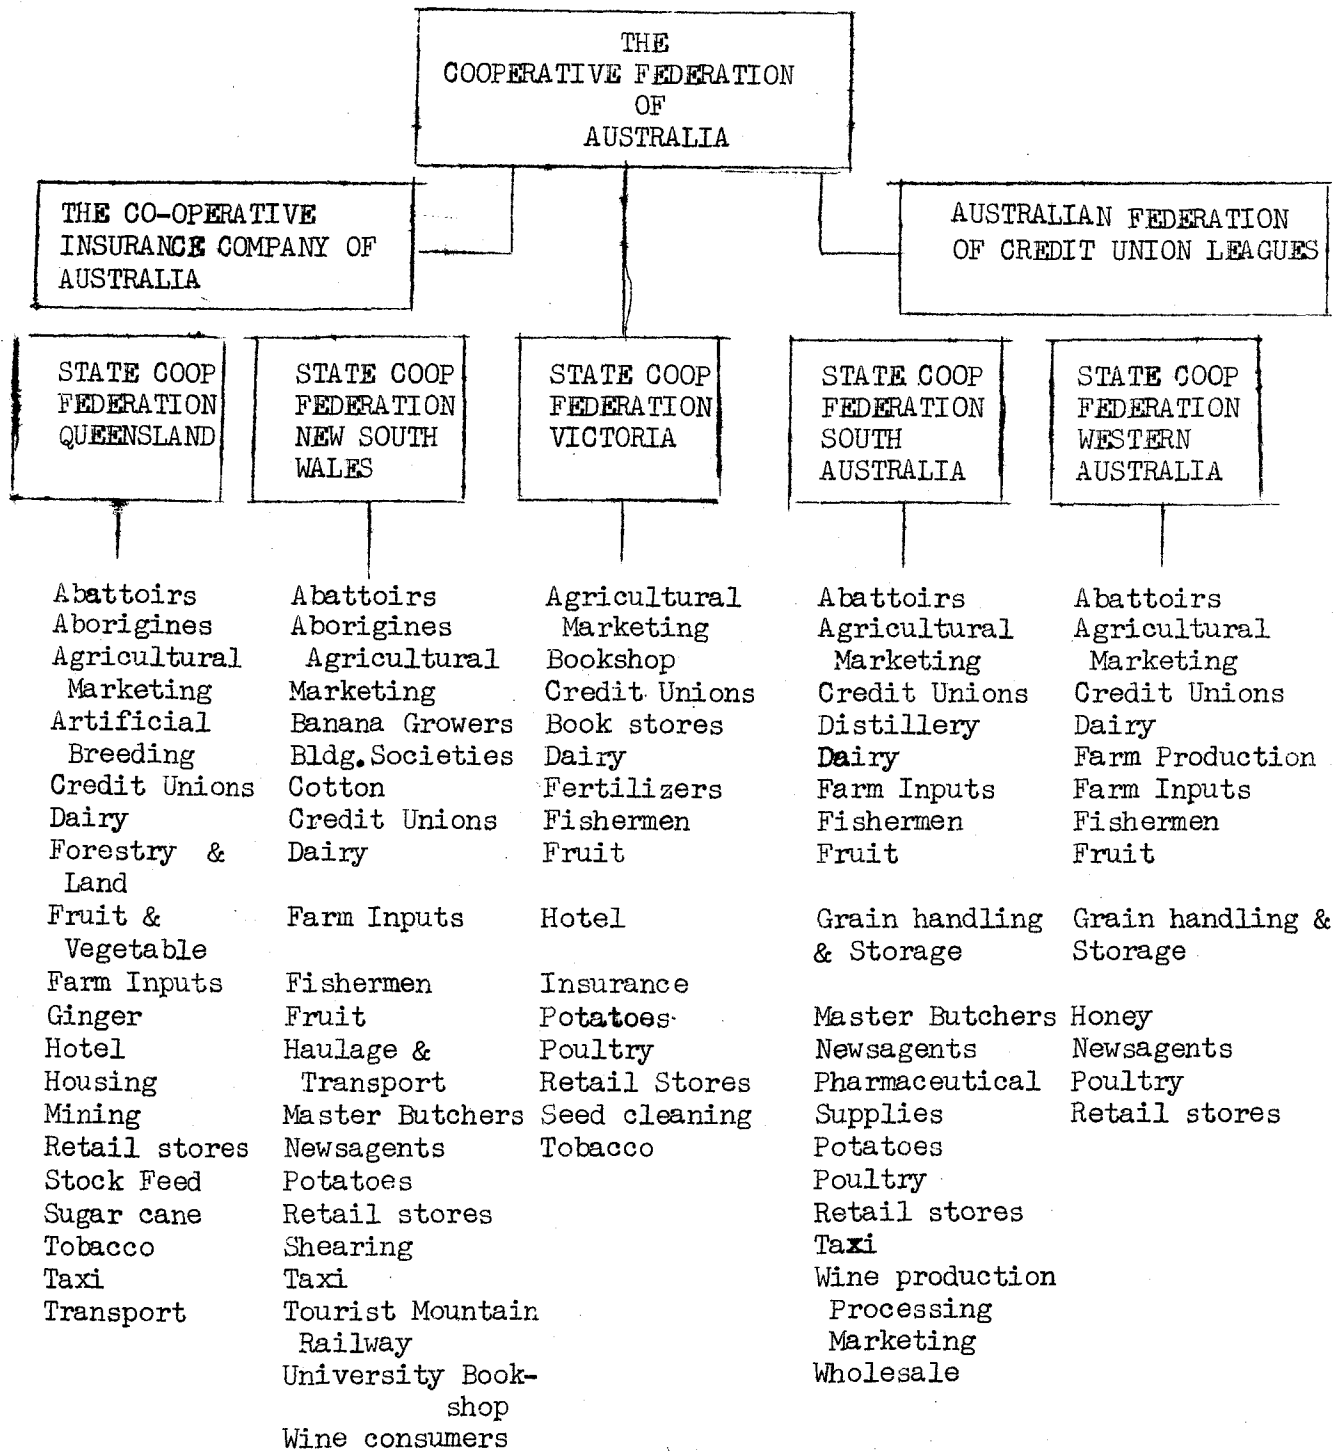 THE
COOPERATIVE FEDERATION
OF
AUSTRALIA
THE CO-OPERATIVE
INSURANCE COMPANY OF
AUSTRALIA
AUSTRALIAN FEDERATION
OF CREDIT UNION LEAGUES
STATE COOP
FEDERATION
QUEENSLAND
STATE COOP
FEDERATION
NEW SOUTH
WALES
STATE COOP
FEDERATION
VICTORIA
STATE COOP
FEDERATION
SOUTH
AUSTRALIA
STATE COOP
FEDERATION
WESTERN
AUSTRALIA
Abattoirs
Aborigines
Agricultural
Marketing
Artificial
Breeding
Credit Unions
Dairy
Forestry &
Land
Fruit &
Vegetable
Farm Inputs
Ginger
Hotel
Housing
Mining
Retail stores
Stock Feed
Sugar cane
Tobacco
Taxi
Transport
Abattoirs
Aborigines
Agricultural
Marketing
Banana Growers
Bldg.Societies
Cotton
Credit Unions
Dairy
Farm Inputs
Fishermen
Fruit
Haulage &
Transport
Master Butchers
Newsagents
Potatoes
Retail stores
Shearing
Taxi
Tourist Mountain
Railway
University Book-
shop
Wine consumers
Agricultural
Marketing
Bookshop
Credit Unions
Book stores
Dairy
Fertilizers
Fishermen
Fruit
Hotel
Insurance
Potatoes
Poultry
Retail Stores
Seed cleaning
Tobacco
Abattoirs
Agricultural
Marketing
Credit Unions
Distillery
Dairy
Farm Inputs
Fishermen
Fruit
Grain handling
& Storage
Master Butchers
Newsagents
Pharmaceutical
Supplies
Potatoes
Poultry
Retail stores
Taxi
Wine production
Processing
Marketing
Wholesale
Abattoirs
Agricultural
Marketing
Credit Unions
Dairy
Farm Production
Farm Inputs
Fishermen
Fruit
Grain handling &
Storage
Honey
Newsagents
Poultry
Retail stores